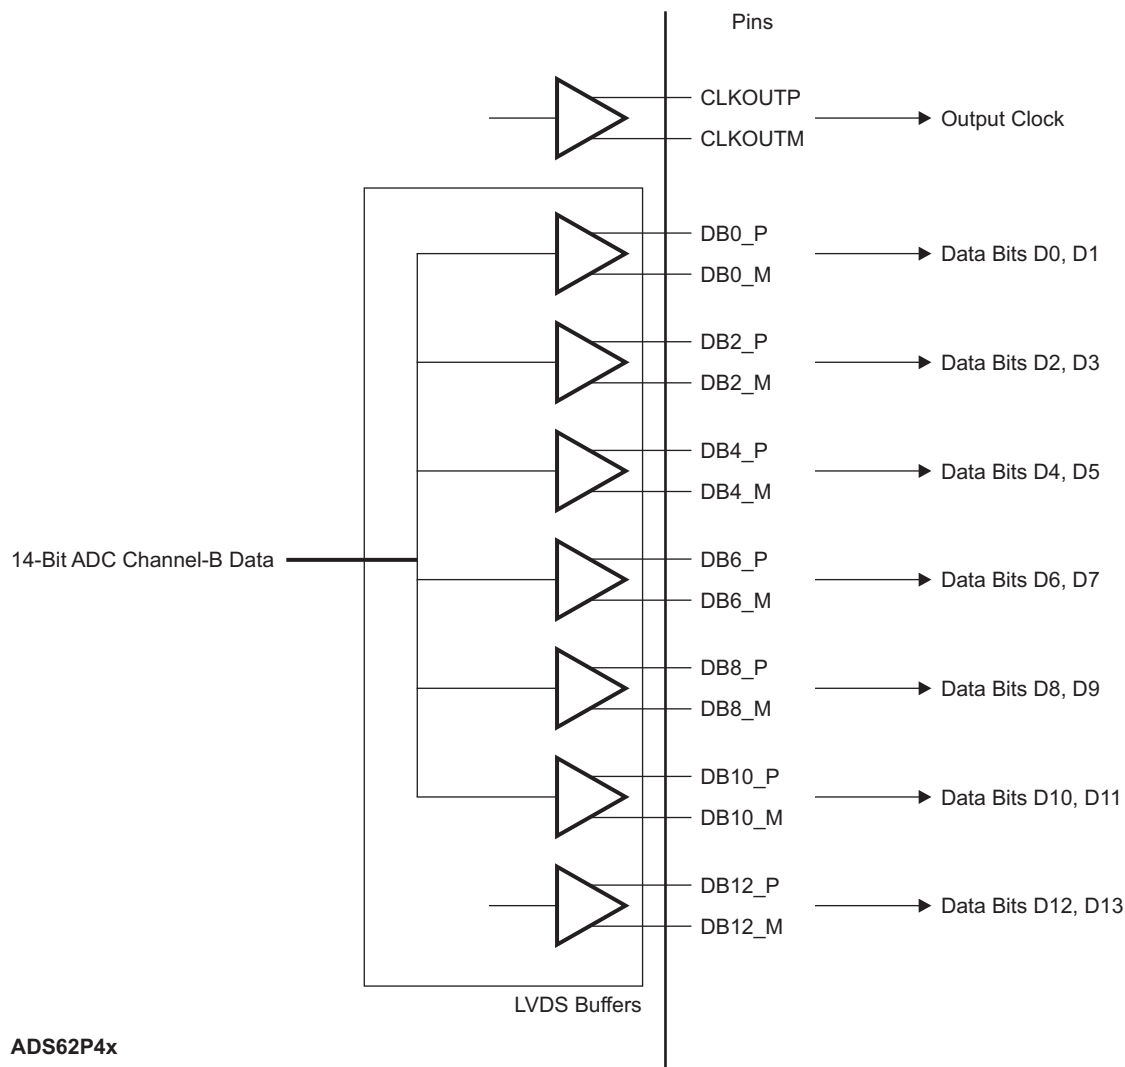 Pins
CLKOUTP
CLKOUTM
Output Clock
DB0_P
DB0_M
Data Bits D0, D1
DB2_P
DB2_M
Data Bits D2, D3
DB4_P
DB4_M
Data Bits D4, D5
14-Bit ADC Channel-B Data
DB6_P
DB6_M
Data Bits D6, D7
DB8_P
DB8_M
Data Bits D8, D9
DB10_P
DB10_M
Data Bits D10, D11
DB12_P
DB12_M
Data Bits D12, D13
LVDS Buffers
ADS62P4x